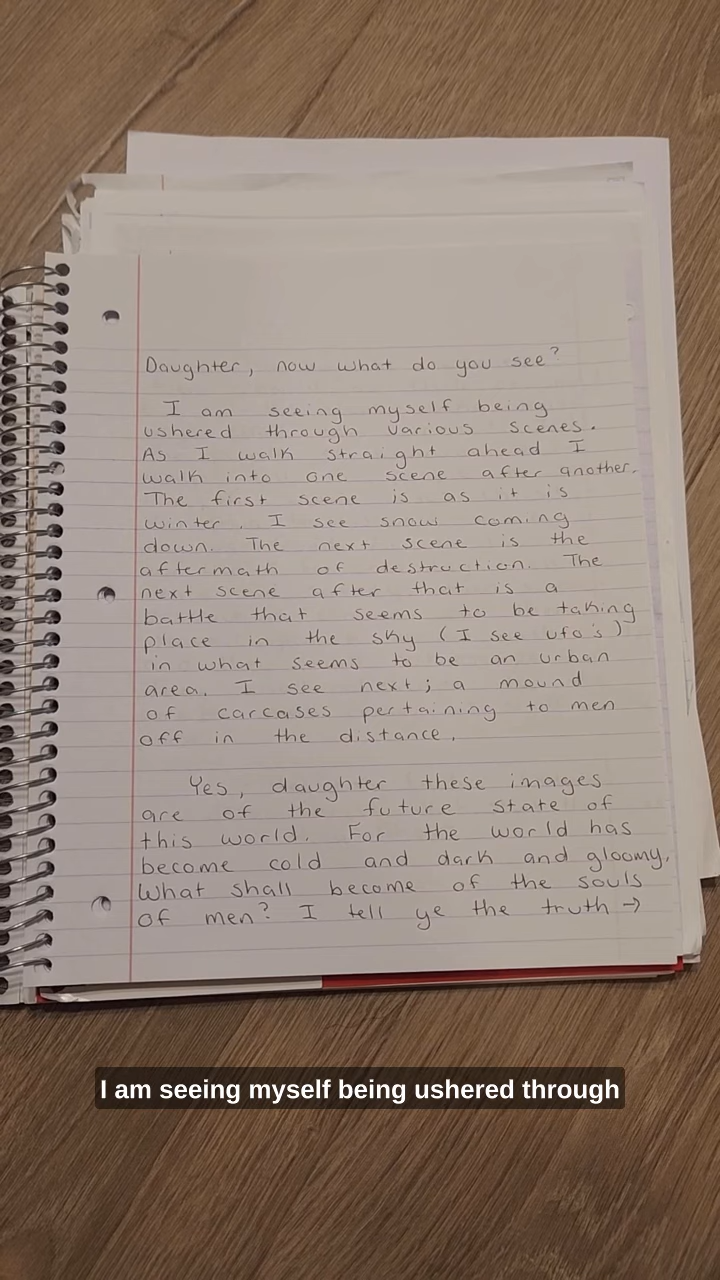 Daughter, now what do you see?
I am seeing myself being
ushered through various scenes.
As I walk straight ahead I
walk into one scene after another.
The first scene is as it is
winter. I see snow coming
down. The next scene is the
aftermath of destruction. The
next scene after that is a
battle that seems to be taking
place in the sky (I see ufo's)
in what seems to be an urban
area. I see next; a mound
of carcases pertaining to men
off in the distance.
Yes, daughter these images
are of the future state of
this world. For the world has
become cold and dark and gloomy.
What shall become of the souls
of men? I tell ye the truth →
I am seeing myself being ushered through